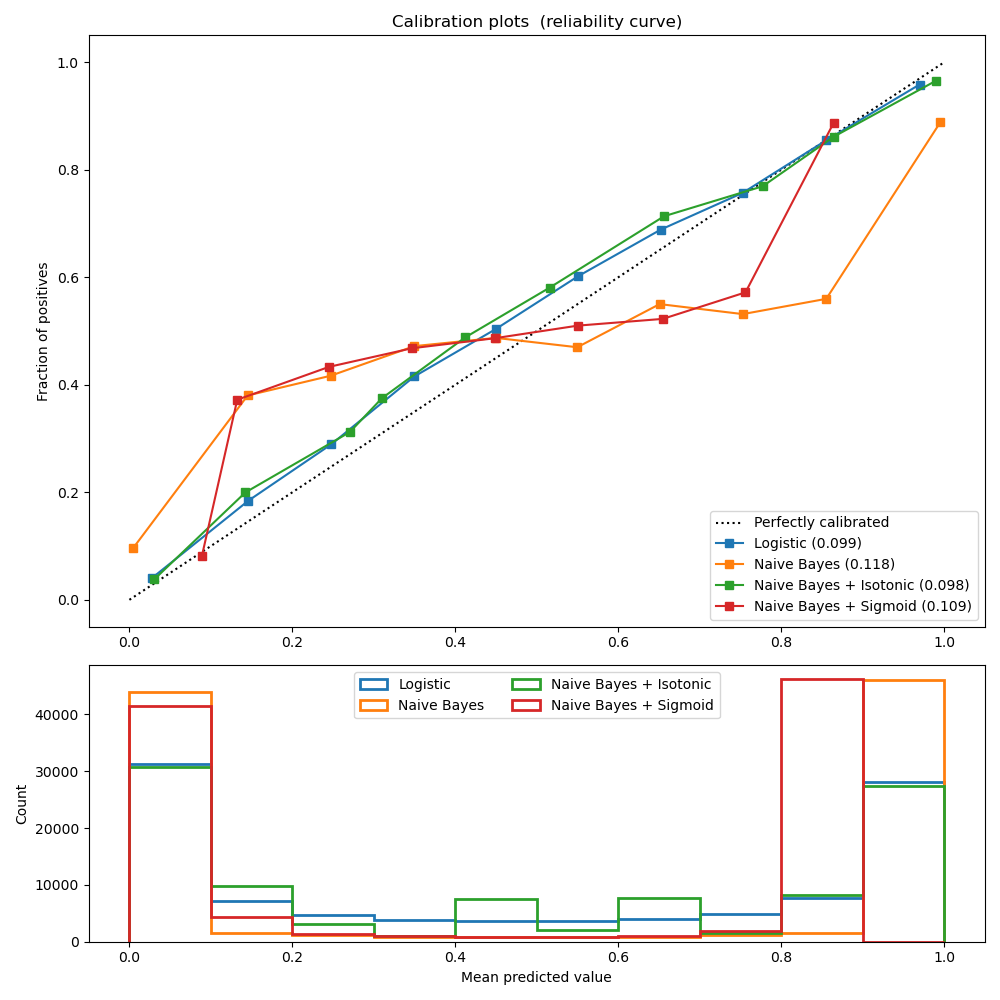 Calibration plots  (reliability curve)
Fraction of positives
1.0
0.8
0.6
0.4
0.2
0.0
0.0 0.2 0.4 0.6 0.8 1.0
Perfectly calibrated
Logistic (0.099)
Naive Bayes (0.118)
Naive Bayes + Isotonic (0.098)
Naive Bayes + Sigmoid (0.109)
Logistic
Naive Bayes
Naive Bayes + Isotonic
Naive Bayes + Sigmoid
Count
40000
30000
20000
10000
0
0.0 0.2 0.4 0.6 0.8 1.0
Mean predicted value